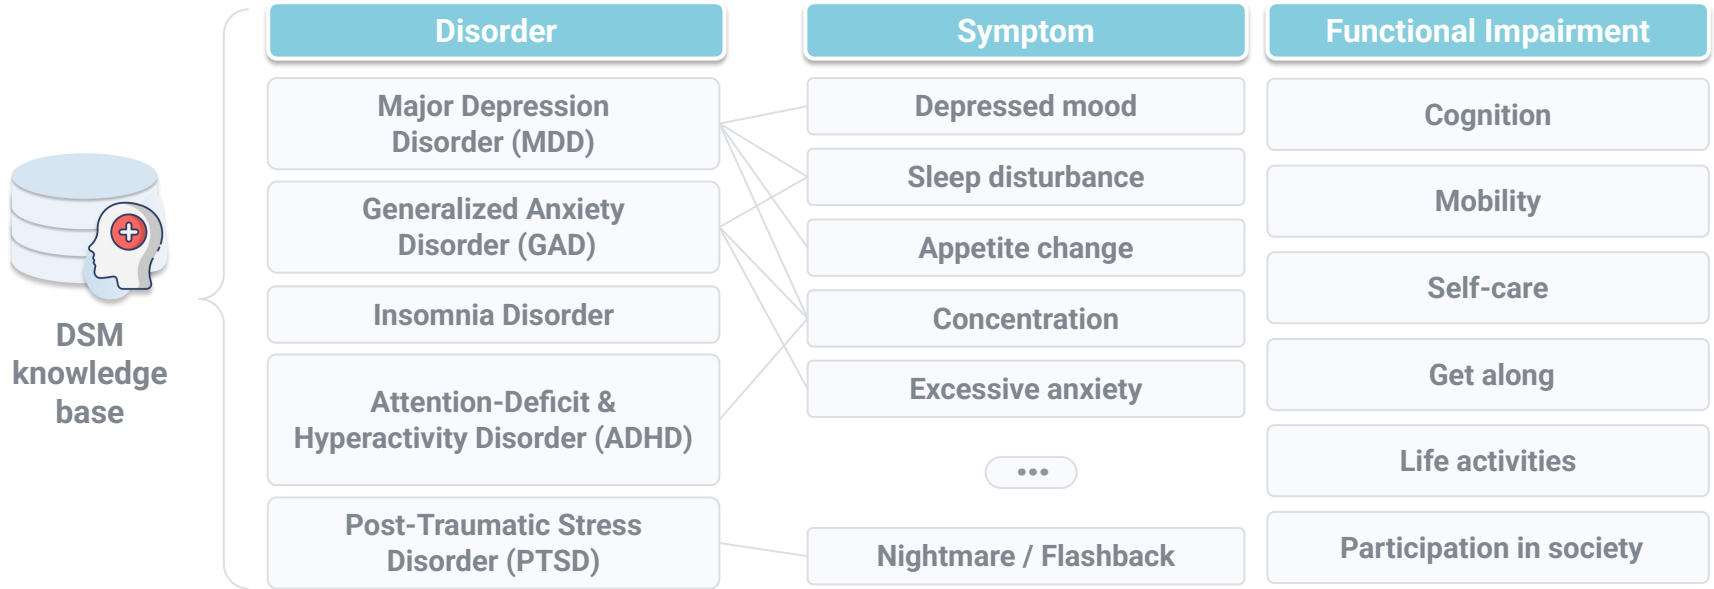 DSM
knowledge
base
Disorder
Major Depression
Disorder (MDD)
Generalized Anxiety
Disorder (GAD)
Insomnia Disorder
Attention-Deficit &
Hyperactivity Disorder (ADHD)
Post-Traumatic Stress
Disorder (PTSD)
Symptom
Depressed mood
Sleep disturbance
Appetite change
Concentration
Excessive anxiety
•••
Nightmare / Flashback
Functional Impairment
Cognition
Mobility
Self-care
Get along
Life activities
Participation in society